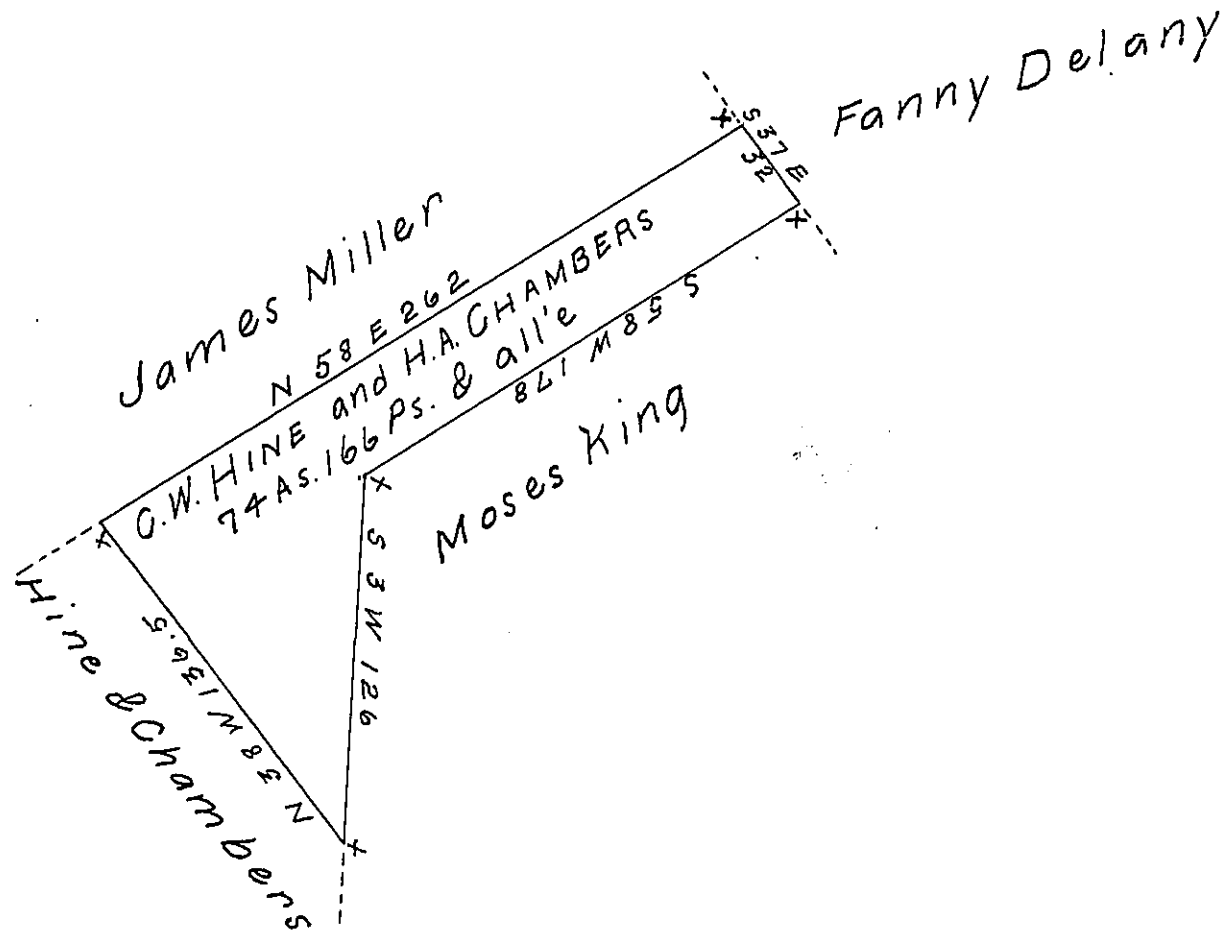 Fanny Delany
S 37 E
32
James Miller
N 58 E 262
C.W. HINE and H.A. CHAMBERS
74 As. 166 Ps. & all'e
S 58 W 178
Moses King
S 3 W 126
N 38 W 136.5
Hine & Chambers